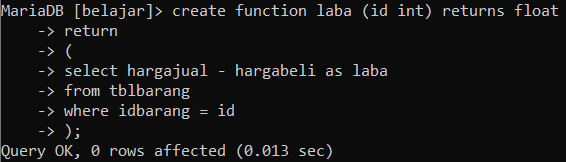 MariaDB [belajar]> create function laba (id int) returns float
    -> return
    -> (
    -> select hargajual - hargabeli as laba
    -> from tblbarang
    -> where idbarang = id
    -> );
Query OK, 0 rows affected (0.013 sec)